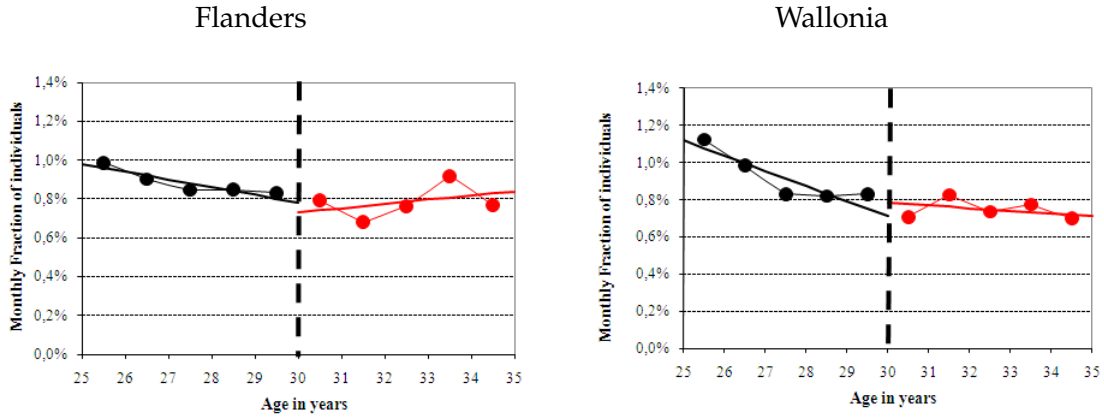 Flanders
Wallonia
Monthly Fraction of individuals
1,4%
1,2%
1,0%
0,8%
0,6%
0,4%
0,2%
0,0%
25 26 27 28 29 30 31 32 33 34 35
Age in years
Monthly Fraction of individuals
1,4%
1,2%
1,0%
0,8%
0,6%
0,4%
0,2%
0,0%
25 26 27 28 29 30 31 32 33 34 35
Age in years